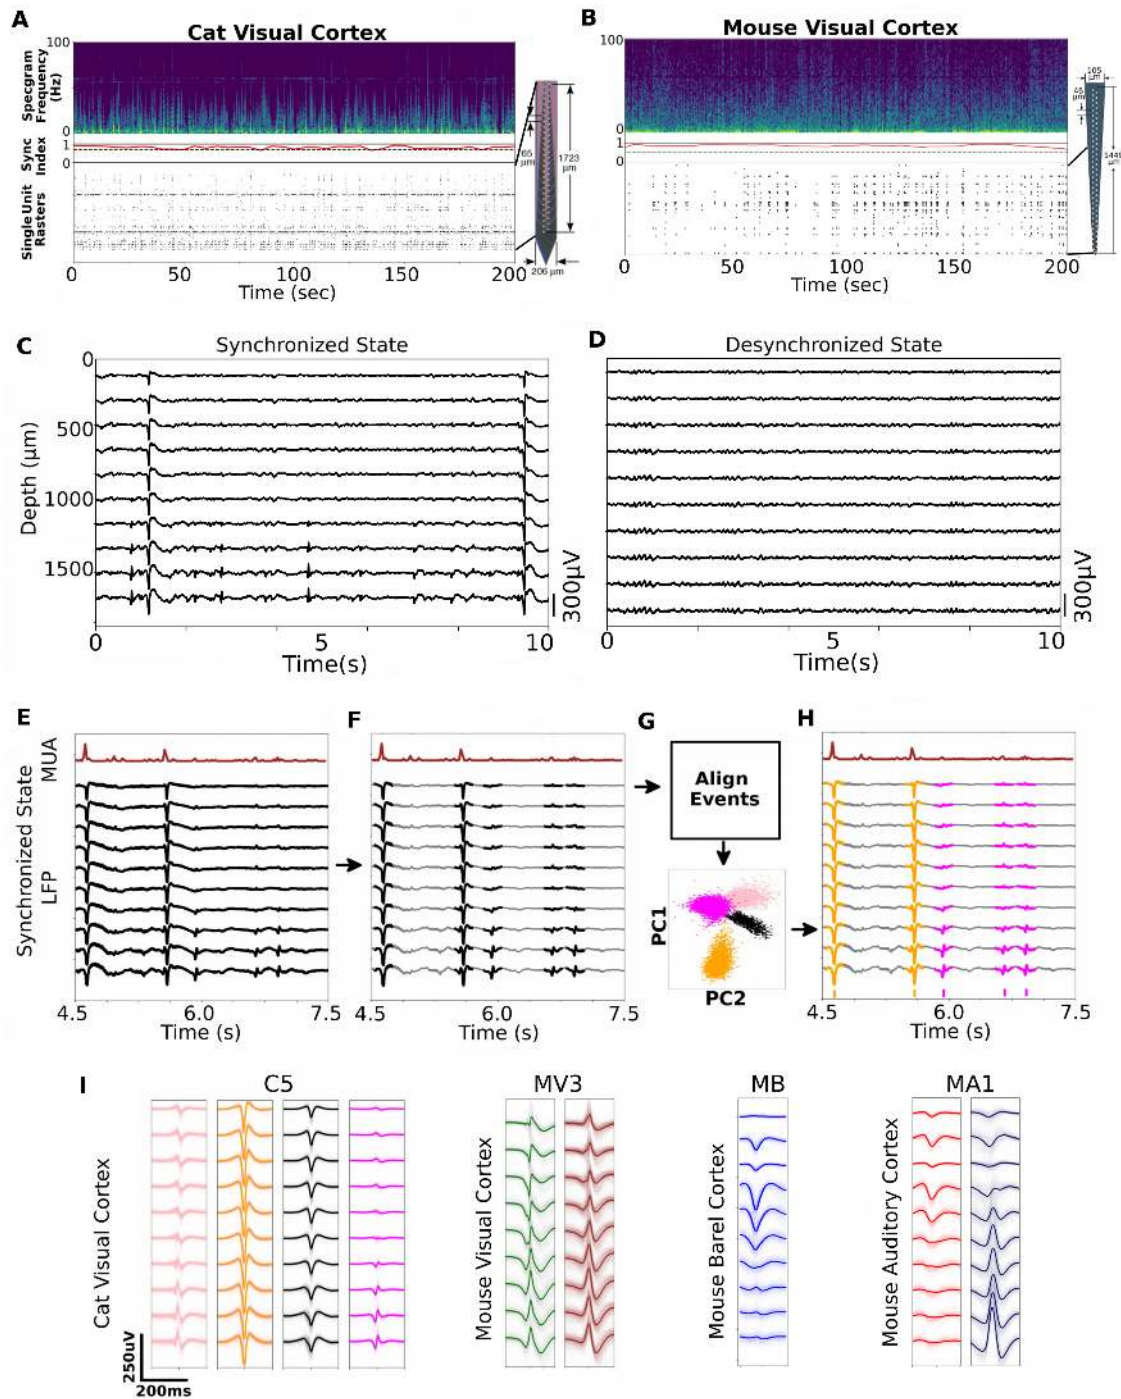 A
Cat Visual Cortex
100
Specgram
Frequency
(Hz)
0
Sync
Index
1
0
Single Unit
Rasters
0
50
100
150
200
Time (sec)
65
µm
1723
µm
206 µm
B
Mouse Visual Cortex
100
0
1
0
0
50
100
150
200
Time (sec)
165
µm
46
µm
1449
µm
C
Synchronized State
Depth (µm)
0
500
1000
1500
0
5
10
Time(s)
300µV
D
Desynchronized State
0
5
10
Time(s)
300µV
E
MUA
Synchronized State
LFP
4.5
6.0
7.5
Time (s)
F
4.5
6.0
7.5
Time (s)
G
Align
Events
PC1
PC2
H
4.5
6.0
7.5
Time (s)
I
C5
MV3
MB
MA1
Cat Visual Cortex
Mouse Visual Cortex
Mouse Barel Cortex
Mouse Auditory Cortex
250uV
200ms